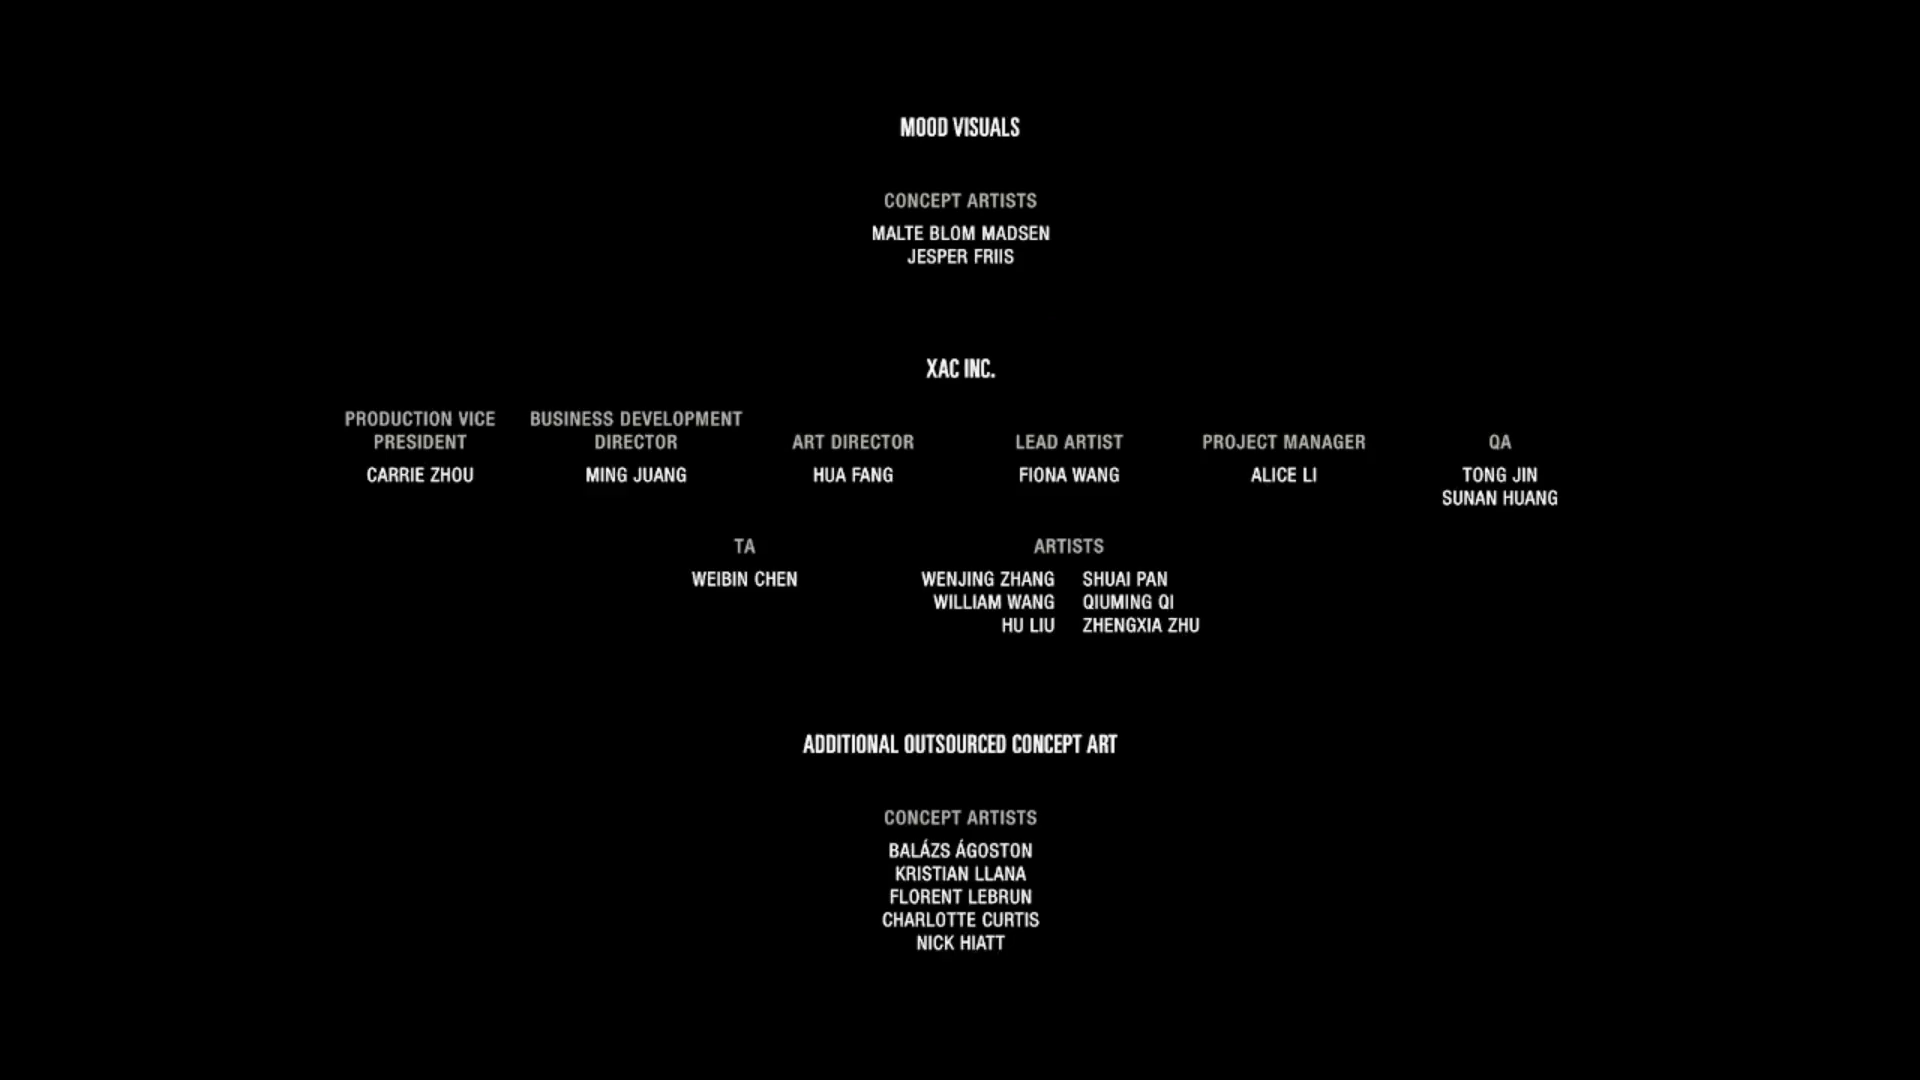 MOOD VISUALS
CONCEPT ARTISTS
MALTE BLOM MADSEN
JESPER FRIIS
XAC INC.
PRODUCTION VICE PRESIDENT
CARRIE ZHOU
BUSINESS DEVELOPMENT DIRECTOR
MING JUANG
ART DIRECTOR
HUA FANG
LEAD ARTIST
FIONA WANG
PROJECT MANAGER
ALICE LI
QA
TONG JIN
SUNAN HUANG
TA
WEIBIN CHEN
ARTISTS
WENJING ZHANG SHUAI PAN
WILLIAM WANG QIUMING QI
HU LIU ZHENGXIA ZHU
ADDITIONAL OUTSOURCED CONCEPT ART
CONCEPT ARTISTS
BALÁZS ÁGOSTON
KRISTIAN LLANA
FLORENT LEBRUN
CHARLOTTE CURTIS
NICK HIATT